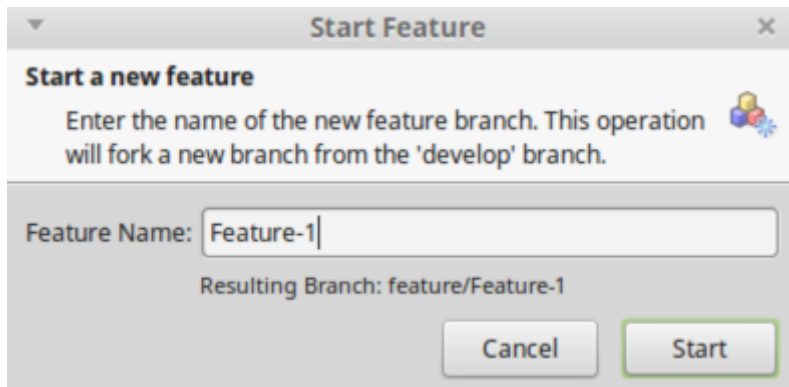 Start Feature
Start a new feature
Enter the name of the new feature branch. This operation
will fork a new branch from the 'develop' branch.
Feature Name: Feature-1
Resulting Branch: feature/Feature-1
Cancel Start